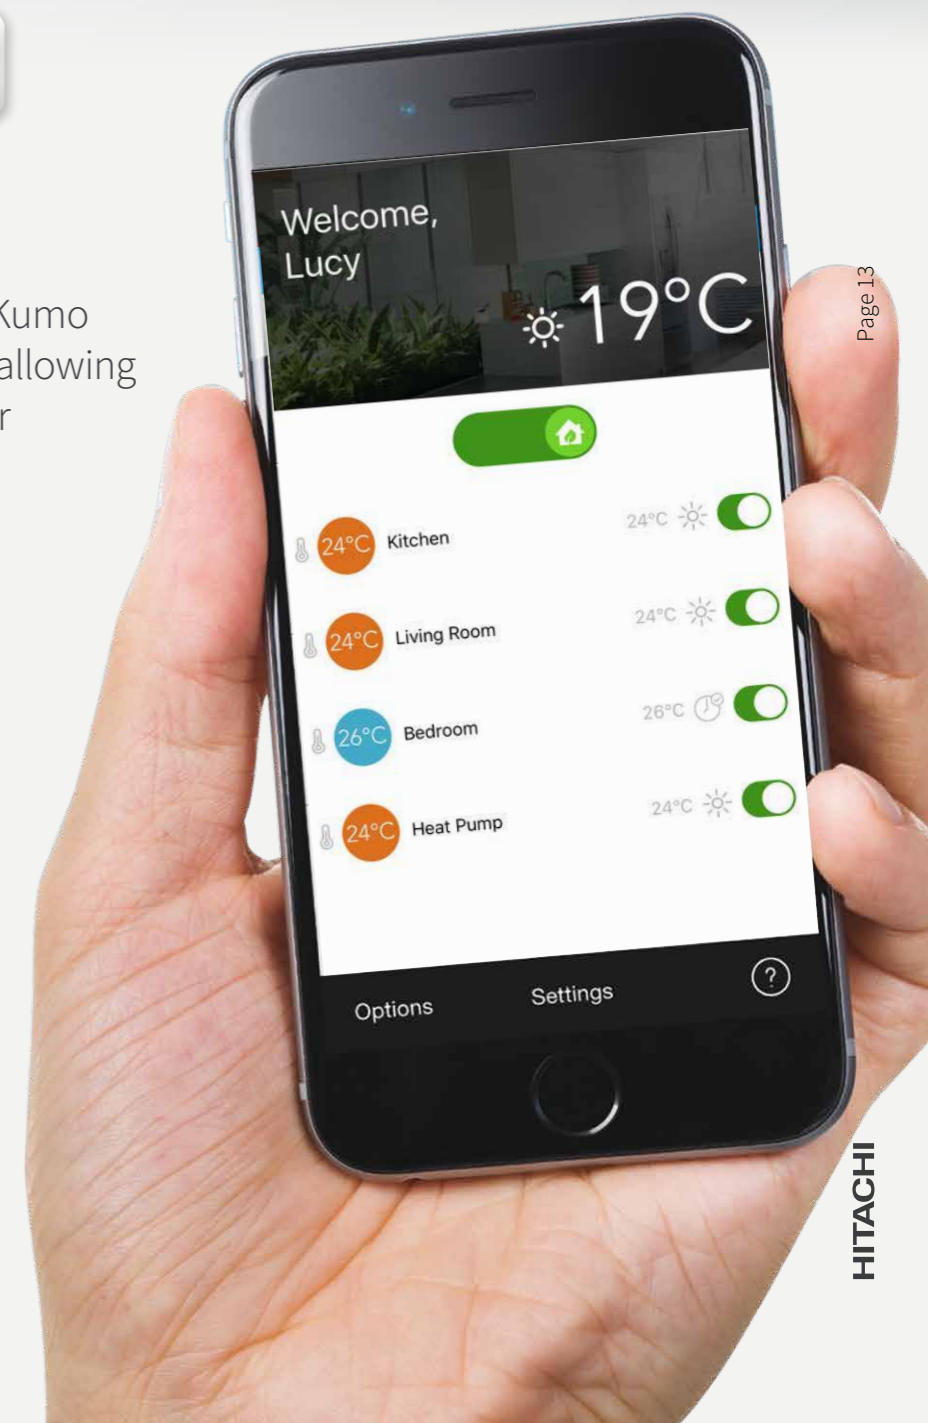 Kumo
allowing
r
Welcome,
Lucy
19°C
24°C Kitchen 24°C
24°C Living Room 24°C
26°C Bedroom 26°C
24°C Heat Pump 24°C
Options Settings ?
Page 13
HITACHI